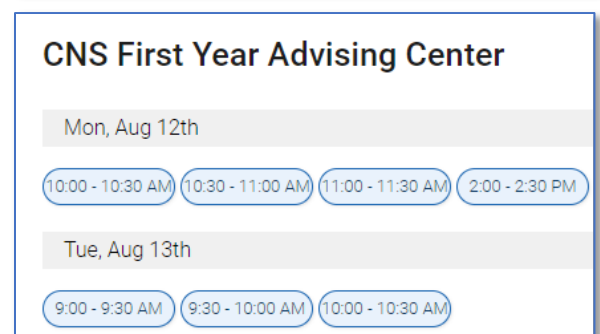 CNS First Year Advising Center
Mon, Aug 12th
10:00 - 10:30 AM 10:30 - 11:00 AM 11:00 - 11:30 AM 2:00 - 2:30 PM
Tue, Aug 13th
9:00 - 9:30 AM 9:30 - 10:00 AM 10:00 - 10:30 AM